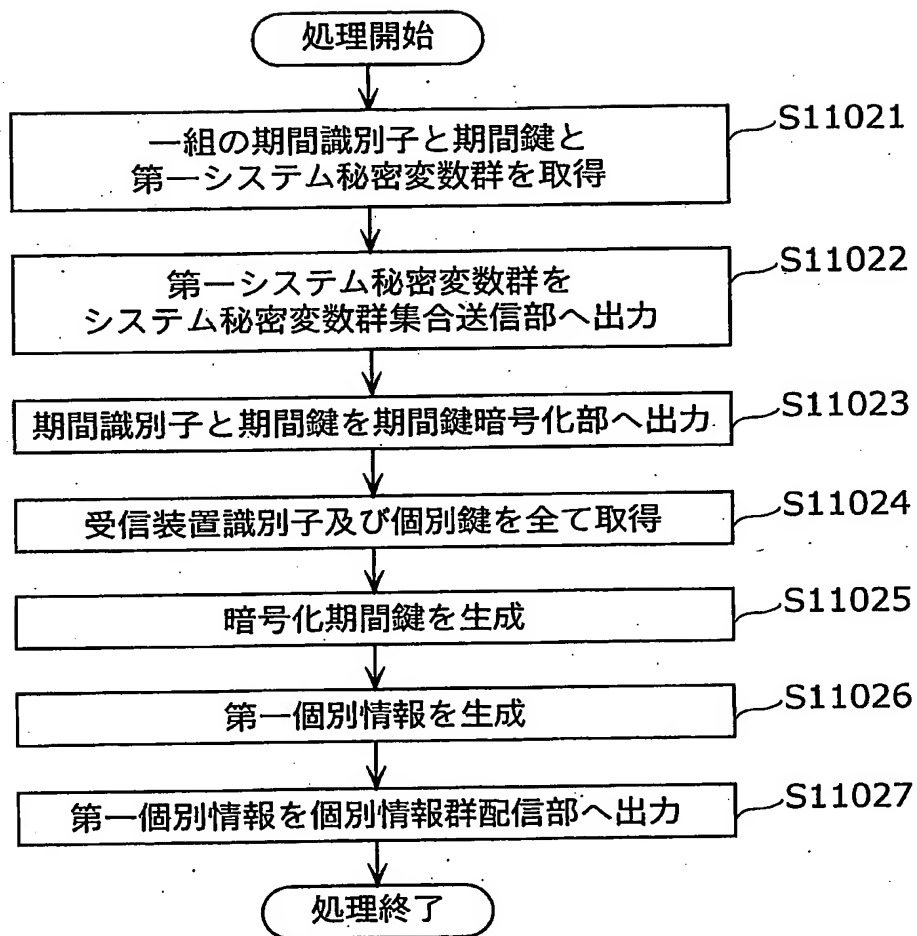 処理開始
一組の期間識別子と期間鍵と
第一システム秘密変数群を取得
S11021
第一システム秘密変数群を
システム秘密変数群集合送信部へ出力
S11022
期間識別子と期間鍵を期間鍵暗号化部へ出力
S11023
受信装置識別子及び個別鍵を全て取得
S11024
暗号化期間鍵を生成
S11025
第一個別情報を生成
S11026
第一個別情報を個別情報群配信部へ出力
S11027
処理終了